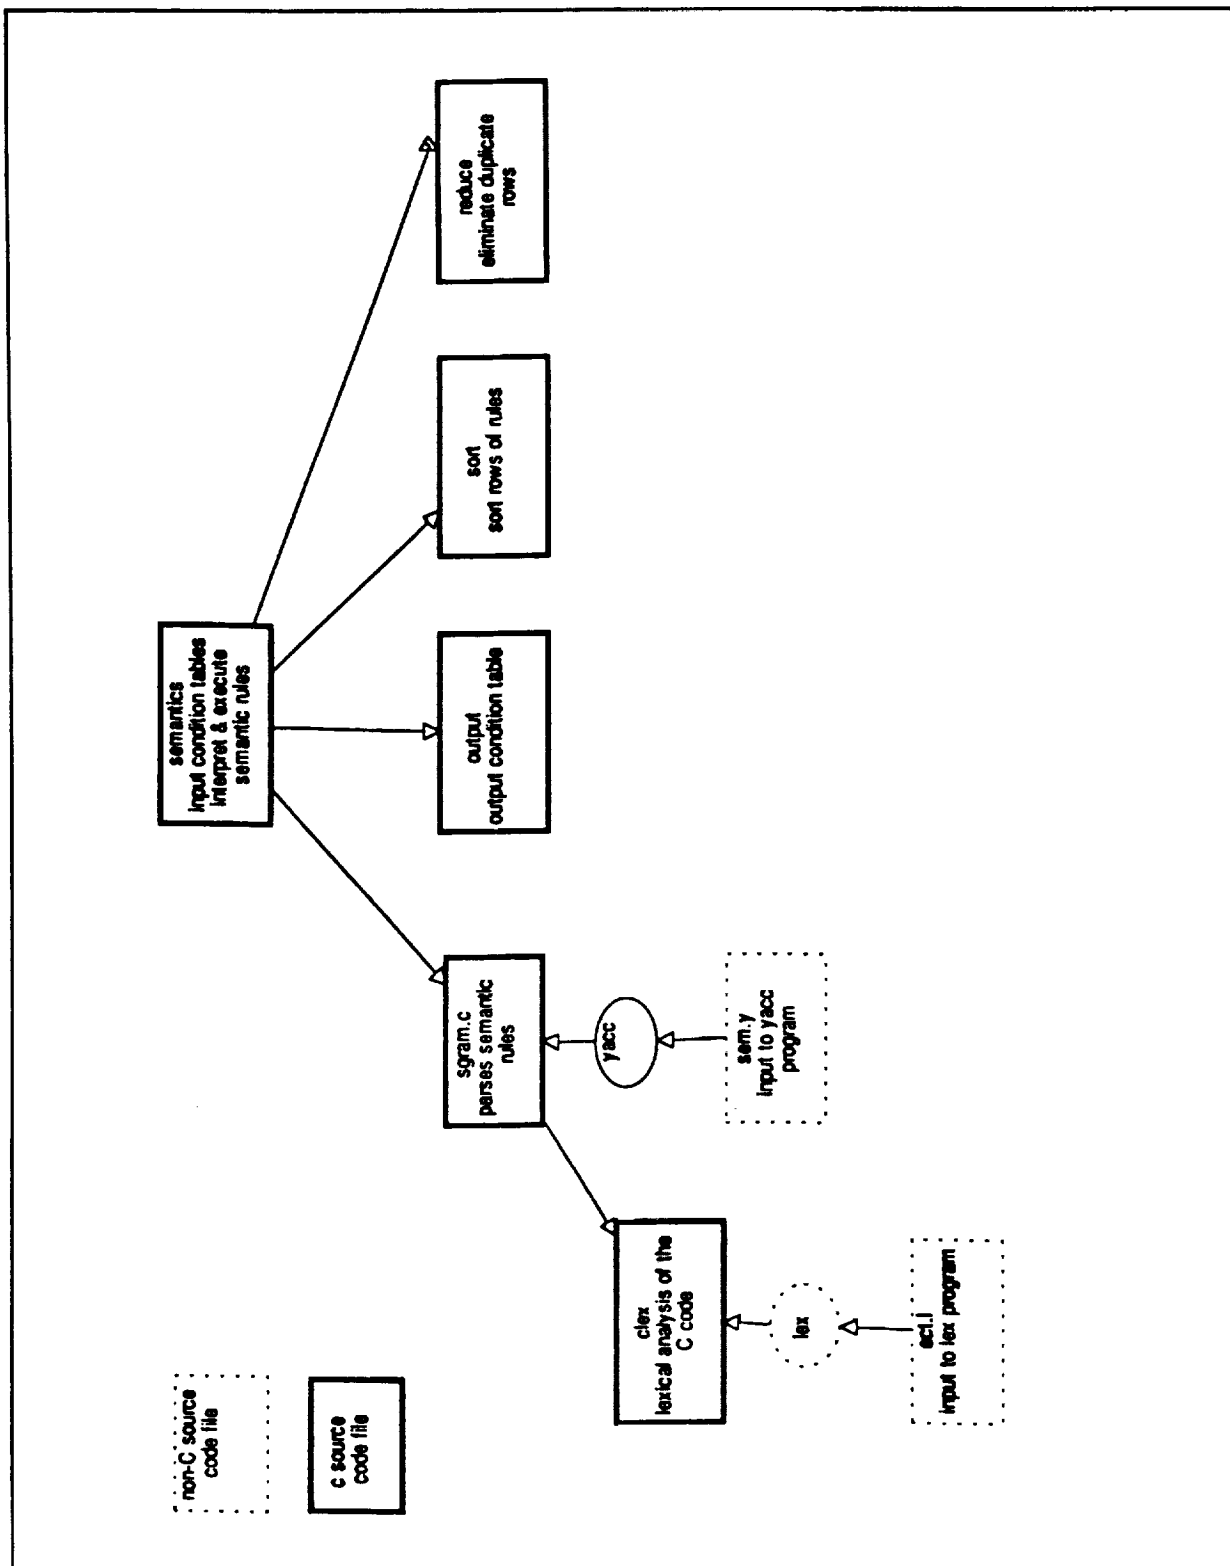 semantics
input condition tables
interpret & execute
semantic rules
sgram.c
parses semantic
rules
output
output condition table
sort
sort rows of rules
reduce
eliminate duplicate
rows
non-C source
code file
c source
code file
clex
lexical analysis of the
C code
yacc
sem.y
input to yacc
program
lex
input to lex program